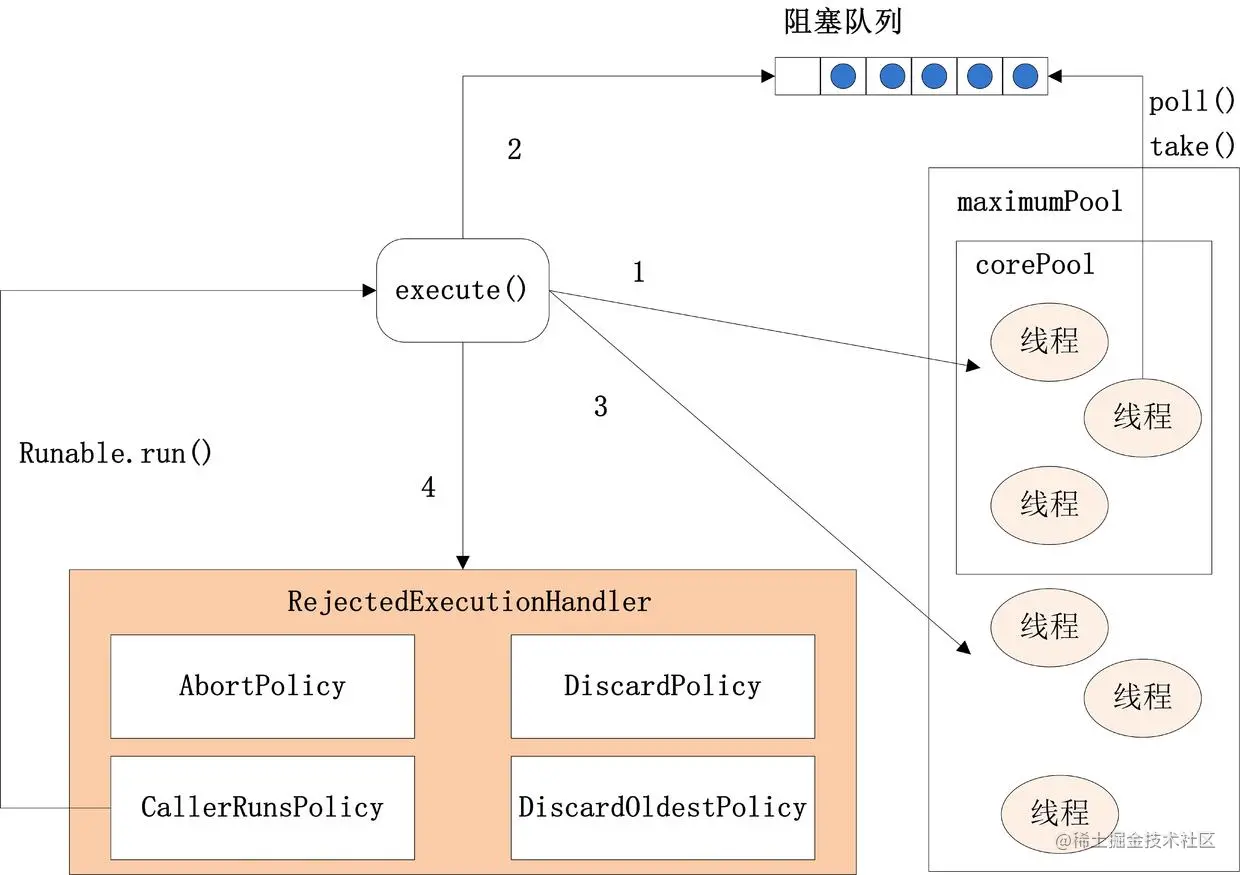 阻塞队列
poll()
take()
2
maximumPool
corePool
execute()
1
线程
线程
3
Runable.run()
4
线程
RejectedExecutionHandler
线程
AbortPolicy
DiscardPolicy
线程
CallerRunsPolicy
DiscardOldestPolicy
线程
@稀土掘金技术社区